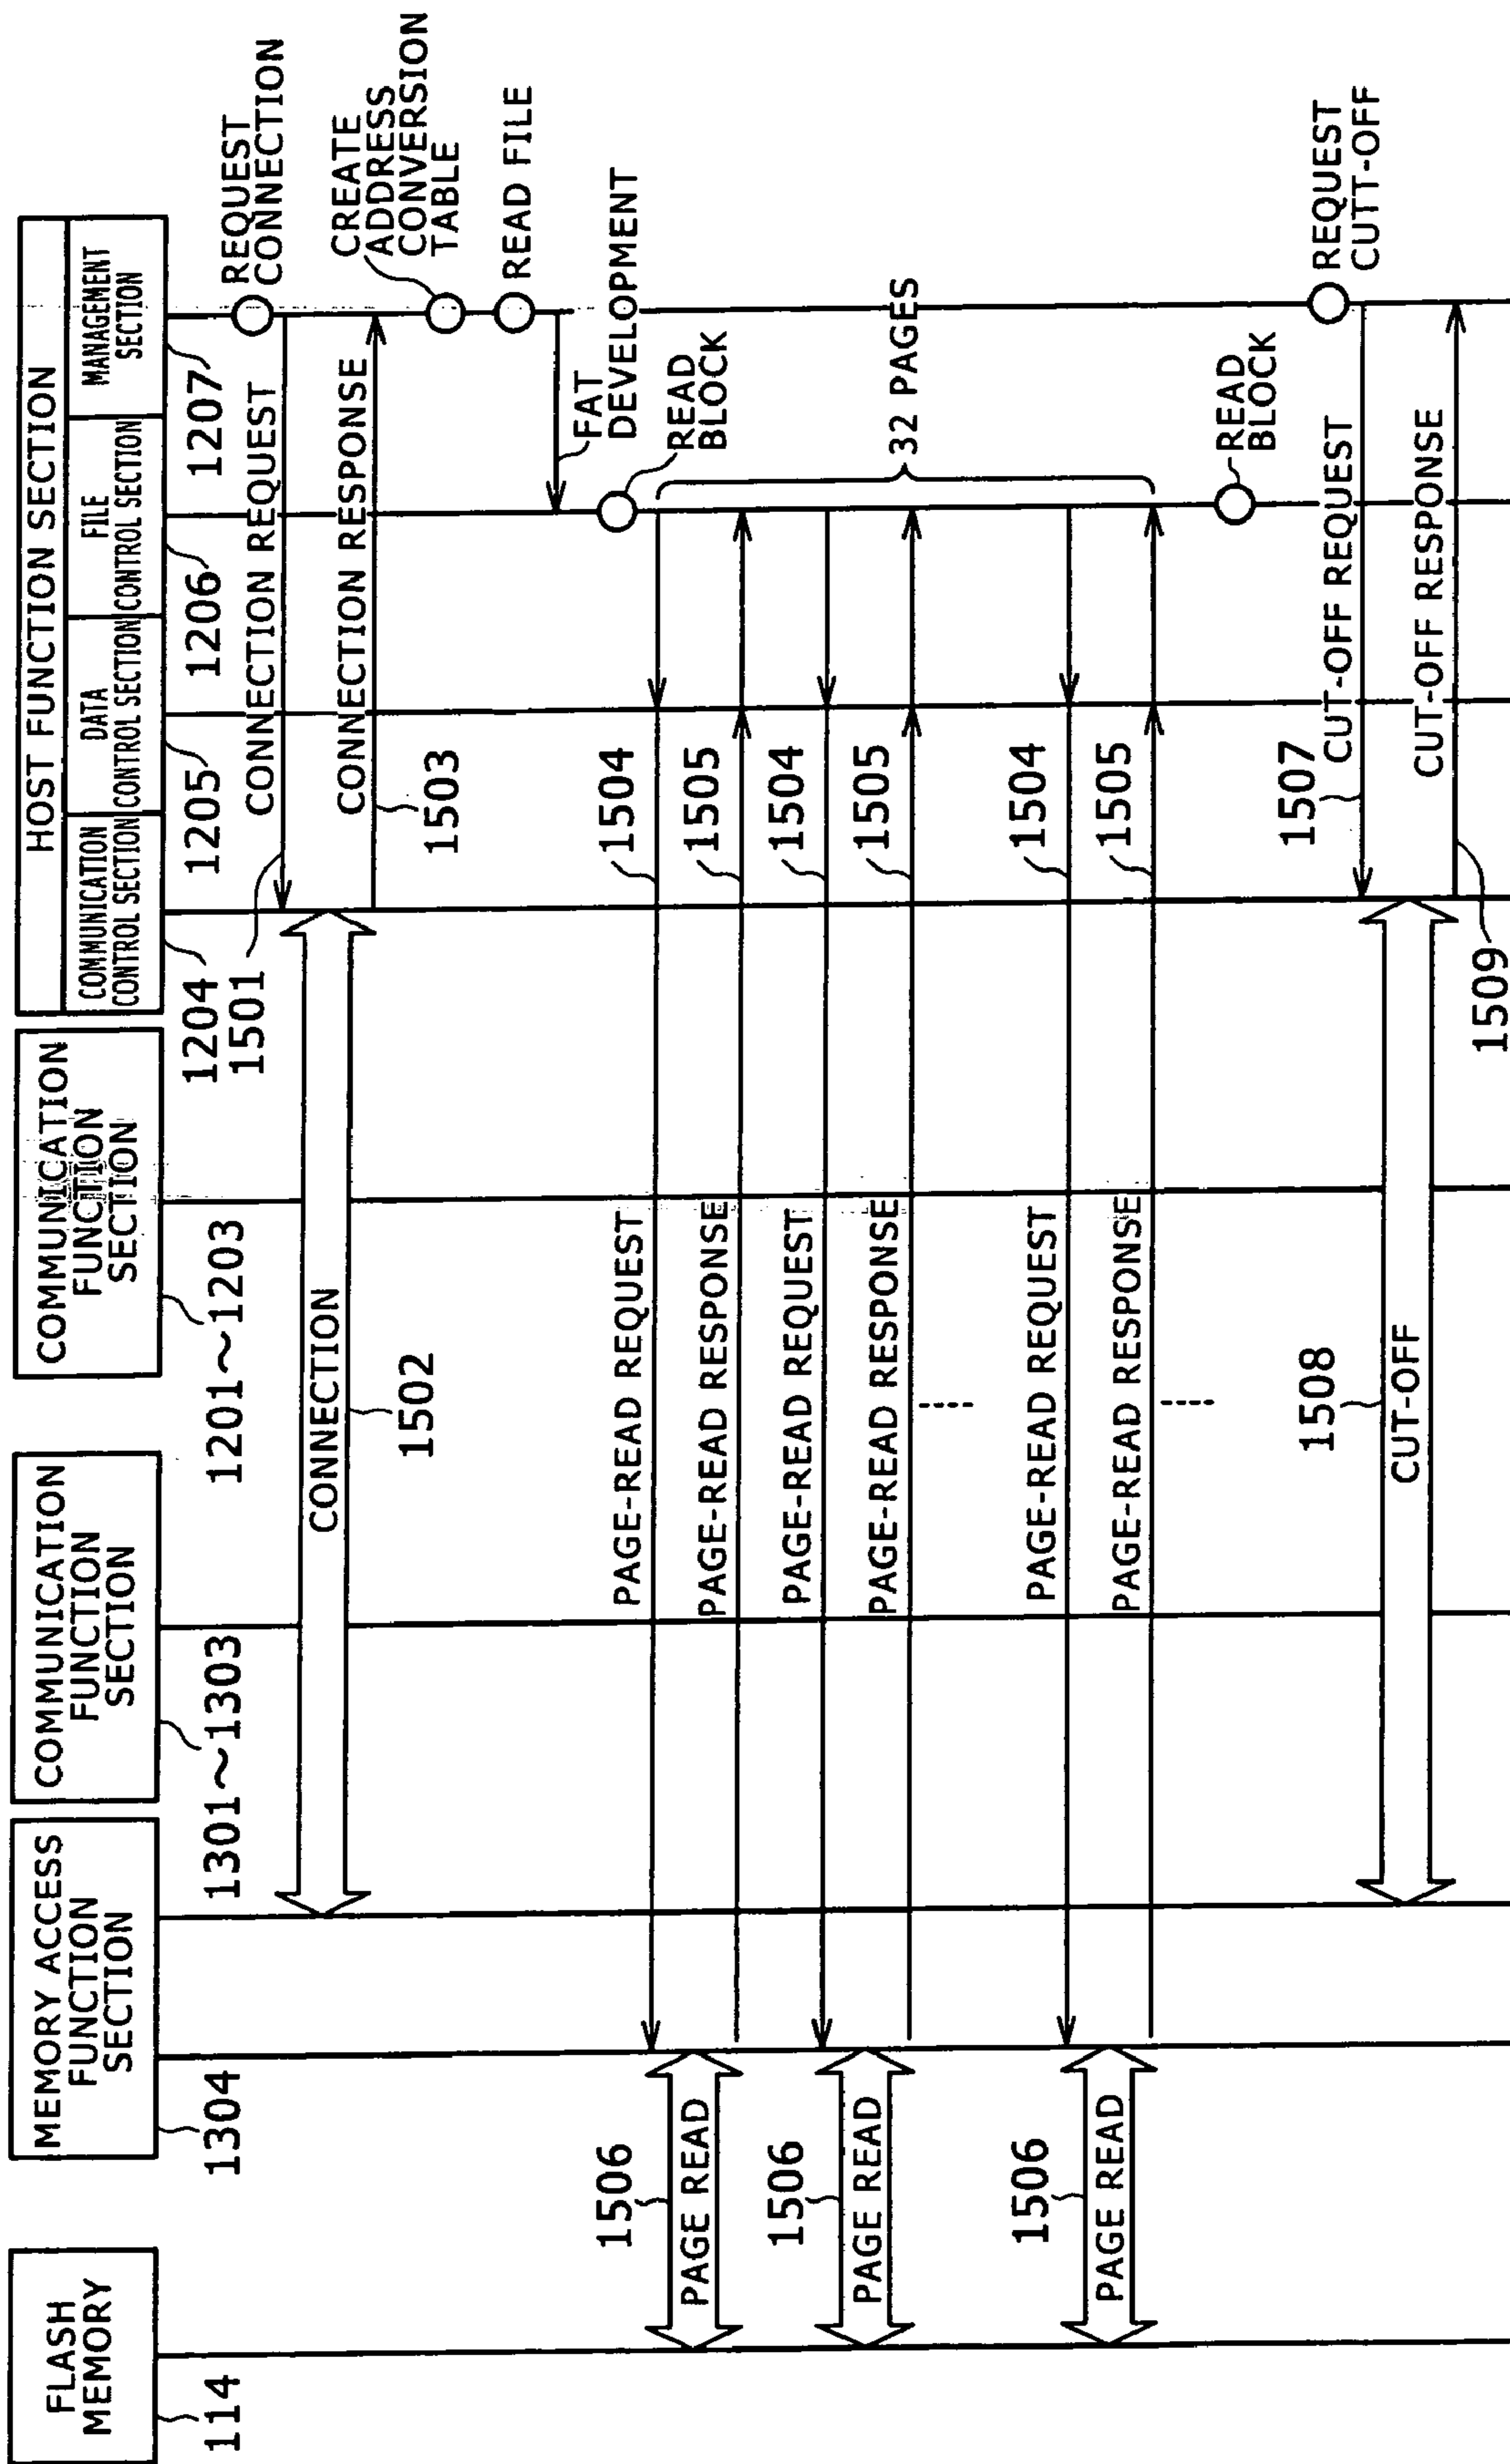 FLASH
MEMORY
114
MEMORY ACCESS
FUNCTION
SECTION
1304
COMMUNICATION
FUNCTION
SECTION
1301~1303
COMMUNICATION
FUNCTION
SECTION
1201~1203
HOST FUNCTION SECTION
COMMUNICATION
CONTROL SECTION
DATA
CONTROL SECTION
FILE
CONTROL SECTION
MANAGEMENT
SECTION
1204
1205
1206
1207
REQUEST
CONNECTION
1501
CONNECTION REQUEST
CONNECTION
1502
CONNECTION RESPONSE
1503
CREATE
ADDRESS
CONVERSION
TABLE
READ FILE
FAT
DEVELOPMENT
READ
BLOCK
1506
PAGE READ
PAGE-READ REQUEST
1504
PAGE-READ RESPONSE
1505
1506
PAGE READ
PAGE-READ REQUEST
1504
PAGE-READ RESPONSE
1505
32 PAGES
1506
PAGE READ
PAGE-READ REQUEST
1504
PAGE-READ RESPONSE
1505
READ
BLOCK
REQUEST
CUTT-OFF
1507
CUT-OFF REQUEST
1508
CUT-OFF
CUT-OFF RESPONSE
1509